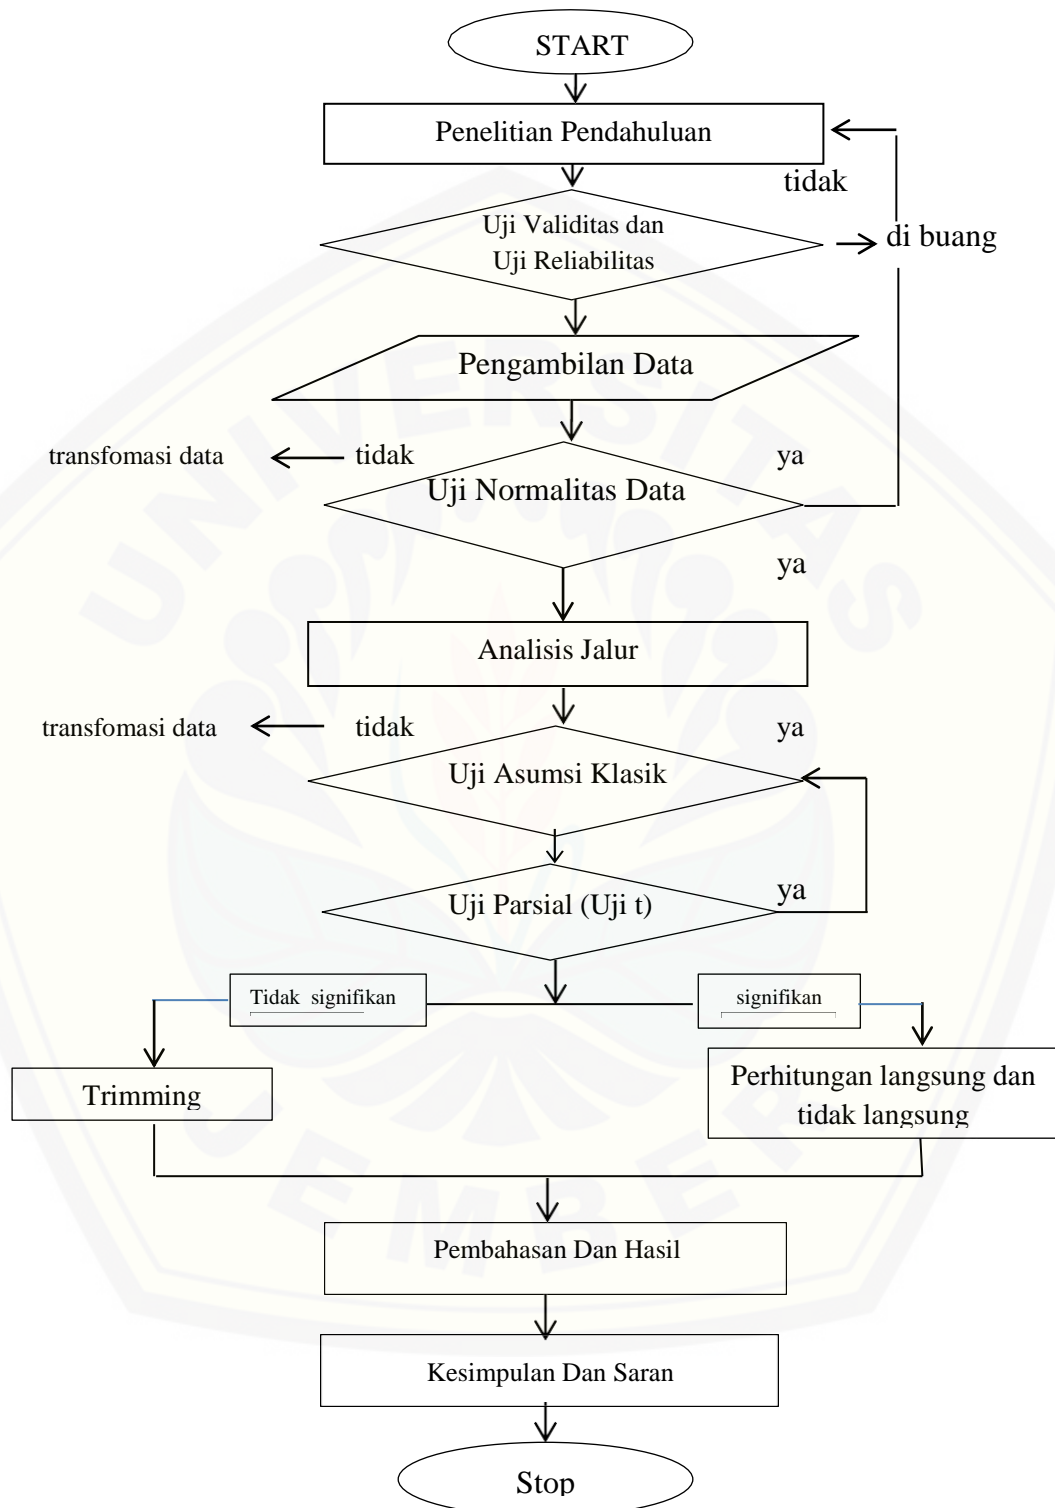 START
Penelitian Pendahuluan
tidak
Uji Validitas dan
Uji Reliabilitas
di buang
Pengambilan Data
transfomasi data
tidak
ya
Uji Normalitas Data
ya
Analisis Jalur
transfomasi data
tidak
ya
Uji Asumsi Klasik
Uji Parsial (Uji t)
ya
Tidak signifikan
signifikan
Trimming
Perhitungan langsung dan
tidak langsung
Pembahasan Dan Hasil
Kesimpulan Dan Saran
Stop
UNIVERSITAS
JEMBER